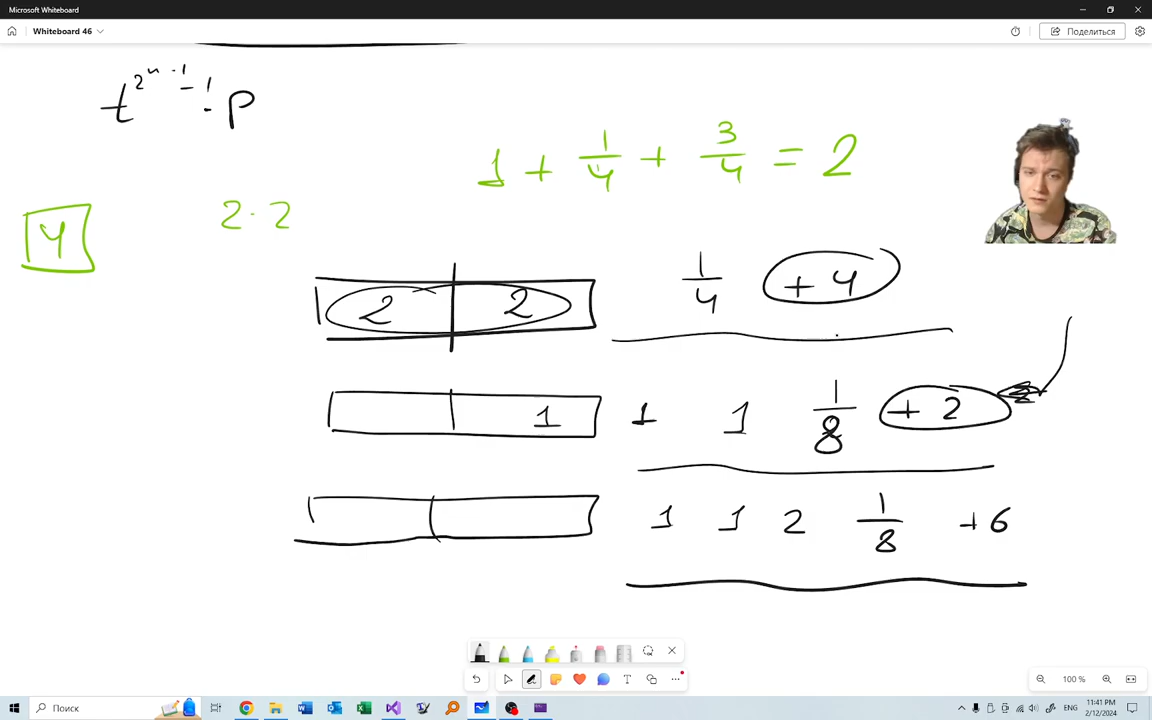 Microsoft Whiteboard
Whiteboard 46
Поделиться
t^{2^n - 1} - 1 ⋮ p
1 + 1/4 + 3/4 = 2
4
2 · 2
2 2 1/4 + 4
1 1 1 1/8 + 2
1 1 2 1/8 + 6
100 %
Поиск
ENG
11:41 PM
2/12/2024